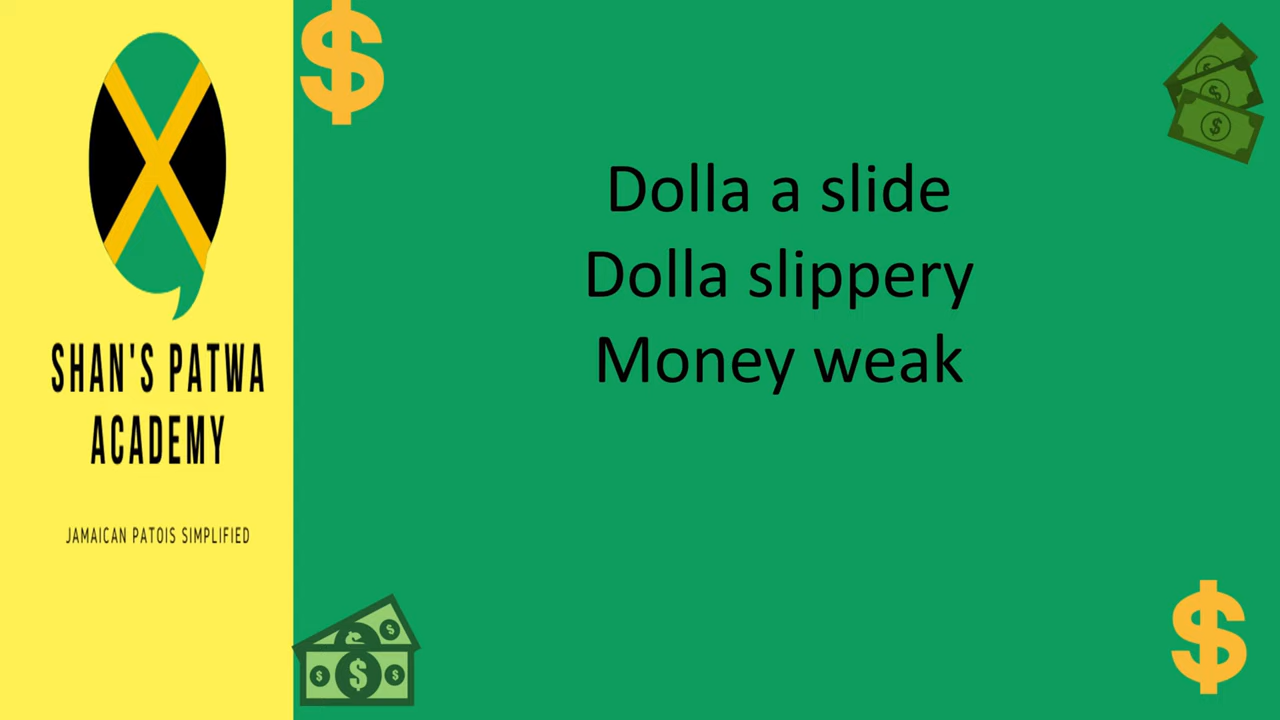 SHAN'S PATWA
ACADEMY
JAMAICAN PATOIS SIMPLIFIED
Dolla a slide
Dolla slippery
Money weak